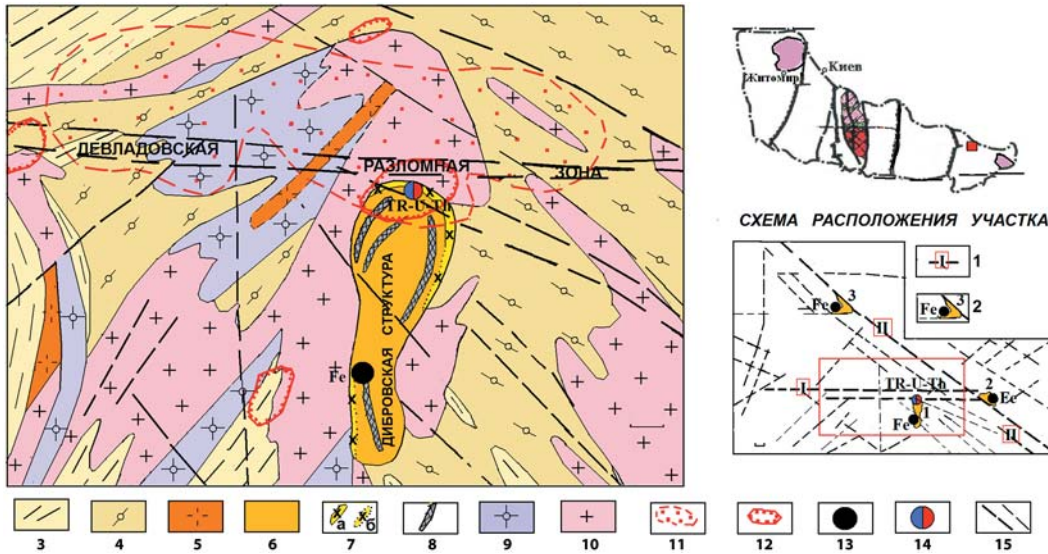 ДЕВЛАДОВСКАЯ
РАЗЛОМНАЯ
ЗОНА
TR-U-Th
ДИБРОВСКАЯ СТРУКТУРА
Fe
Житомир
Киев
СХЕМА РАСПОЛОЖЕНИЯ УЧАСТКА
I 1
Fe 3 2
Fe 3
II
I
TR-U-Th
2
Ее
1
Fe
II
а б
3 4 5 6 7 8 9 10 11 12 13 14 15